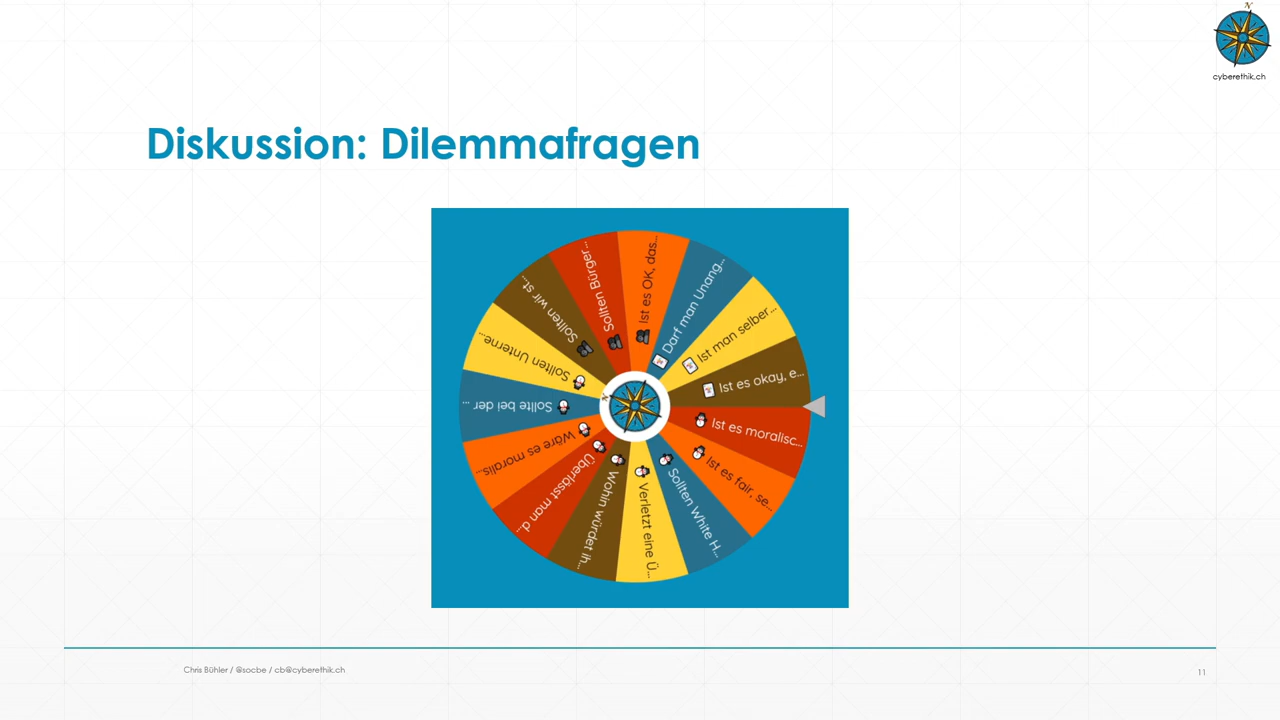 N
cyberethik.ch
Diskussion: Dilemmafragen
Ist es OK, das...
Darf man Unang...
Ist man selber...
Ist es okay, e...
Ist es moralisc...
Ist es fair, se...
Sollten White H...
Verletzt eine Ü...
Wohin würdet ih...
Überlässt man d...
Wäre es moralis...
Sollte bei der ...
Sollten Unterne...
Sollten wir st...
Sollten Bürger...
Chris Bühler / @socbe / cb@cyberethik.ch
11